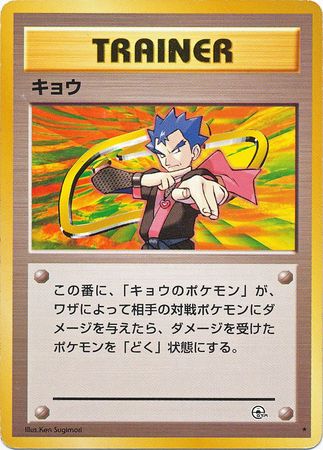 TRAINER
キョウ
この番に、「キョウのポケモン」が、
ワザによって相手の対戦ポケモンに
ダメージを与えたら、ダメージを受けた
ポケモンを「どく」状態にする。
Illus.Ken Sugimori
GYM